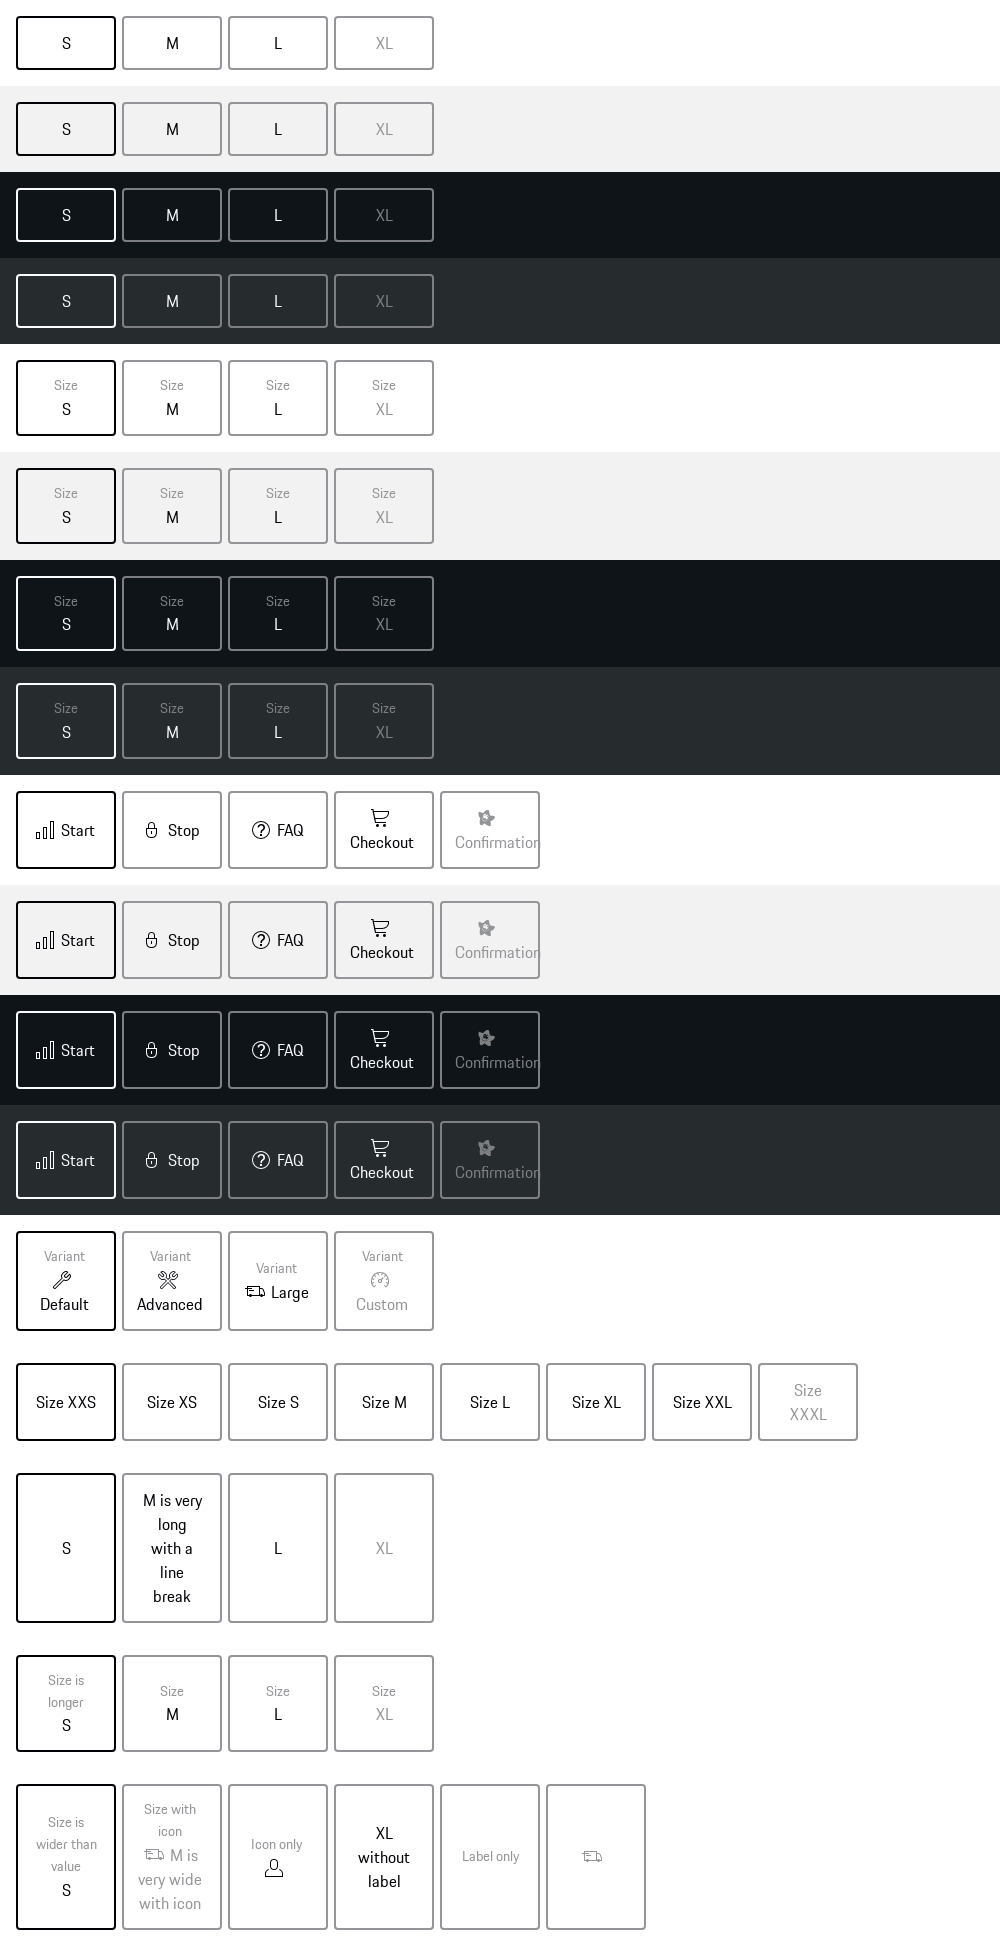 S M L XL
S M L XL
S M L XL
S M L XL
Size Size Size Size
S M L XL
Size Size Size Size
S M L XL
Size Size Size Size
S M L XL
Size Size Size Size
S M L XL
Start Stop FAQ Checkout Confirmation
Start Stop FAQ Checkout Confirmation
Start Stop FAQ Checkout Confirmation
Start Stop FAQ Checkout Confirmation
Variant
Default
Variant
Advanced
Variant
Large
Variant
Custom
Size XXS
Size XS
Size S
Size M
Size L
Size XL
Size XXL
Size
XXXL
S
M is very
long
with a
line
break
L
XL
Size is
longer
S
Size
M
Size
L
Size
XL
Size is
wider than
value
S
Size with
icon
M is
very wide
with icon
Icon only
XL
without
label
Label only